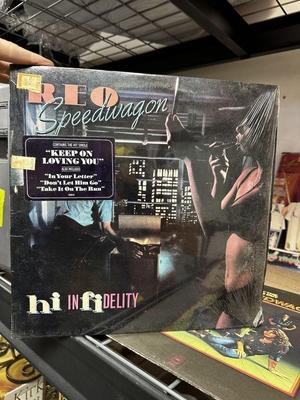 REO
Speedwagon
CONTAINS THE HIT SINGLE
"KEEP ON
LOVING YOU"
ALSO INCLUDES
"In Your Letter"
"Don't Let Him Go"
"Take It On The Run"
hi INfiDELITY